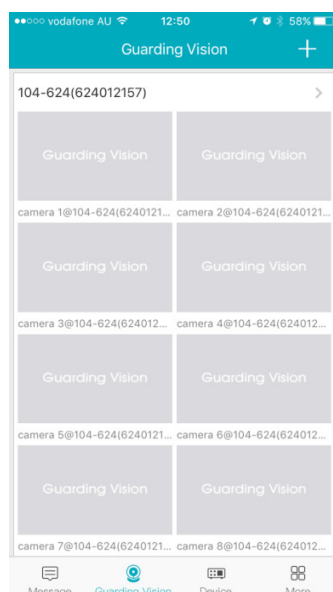 vodafone AU 12:50 58%
Guarding Vision +
104-624(624012157) >
Guarding Vision Guarding Vision
camera 1@104-624(6240121... camera 2@104-624(6240121...
Guarding Vision Guarding Vision
camera 3@104-624(624012... camera 4@104-624(624012...
Guarding Vision Guarding Vision
camera 5@104-624(6240121... camera 6@104-624(624012...
Guarding Vision Guarding Vision
camera 7@104-624(6240121... camera 8@104-624(624012...
Message Guarding Vision Device More